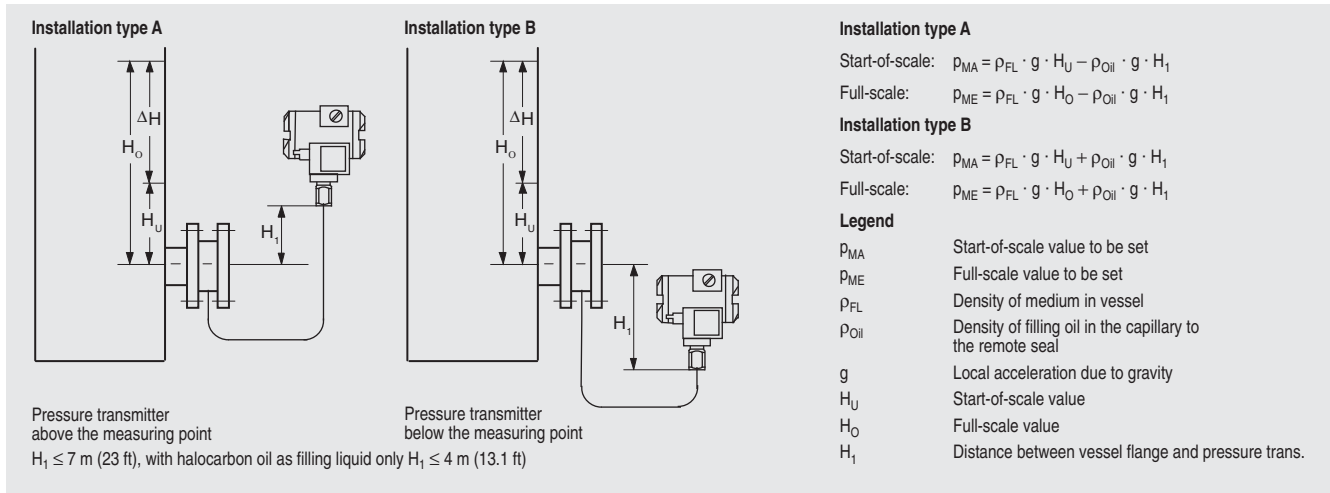 Installation type A
ΔH
H_O
H_U
H_1
Pressure transmitter
above the measuring point
Installation type B
ΔH
H_O
H_U
H_1
Pressure transmitter
below the measuring point
H_1 ≤ 7 m (23 ft), with halocarbon oil as filling liquid only H_1 ≤ 4 m (13.1 ft)
Installation type A
Start-of-scale: p_MA = ρ_FL · g · H_U – ρ_Oil · g · H_1
Full-scale: p_ME = ρ_FL · g · H_O – ρ_Oil · g · H_1
Installation type B
Start-of-scale: p_MA = ρ_FL · g · H_U + ρ_Oil · g · H_1
Full-scale: p_ME = ρ_FL · g · H_O + ρ_Oil · g · H_1
Legend
p_MA Start-of-scale value to be set
p_ME Full-scale value to be set
ρ_FL Density of medium in vessel
ρ_Oil Density of filling oil in the capillary to
the remote seal
g Local acceleration due to gravity
H_U Start-of-scale value
H_O Full-scale value
H_1 Distance between vessel flange and pressure trans.